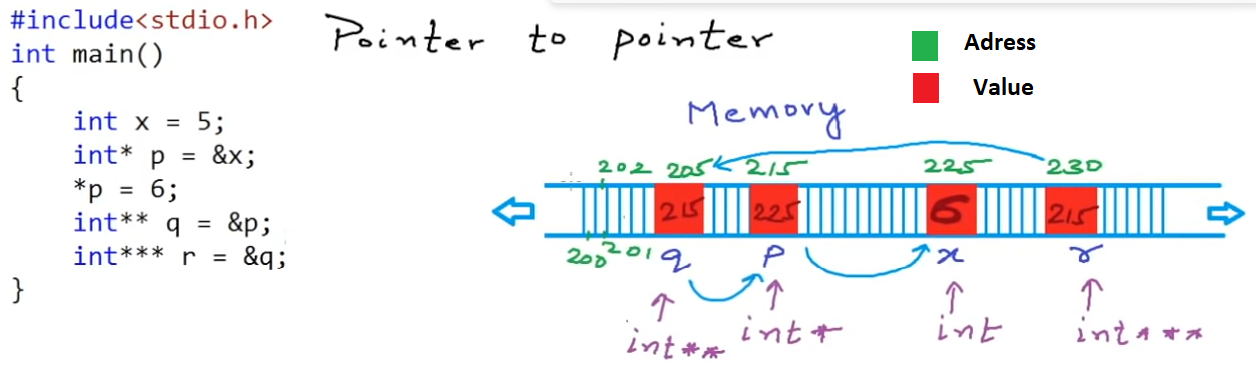 #include<stdio.h>
int main()
{
int x = 5;
int* p = &x;
*p = 6;
int** q = &p;
int*** r = &q;
}
Pointer to pointer
Adress
Value
Memory
202 205 215 225 230
215 225 6 215
200 201 q p x r
int** int* int int***